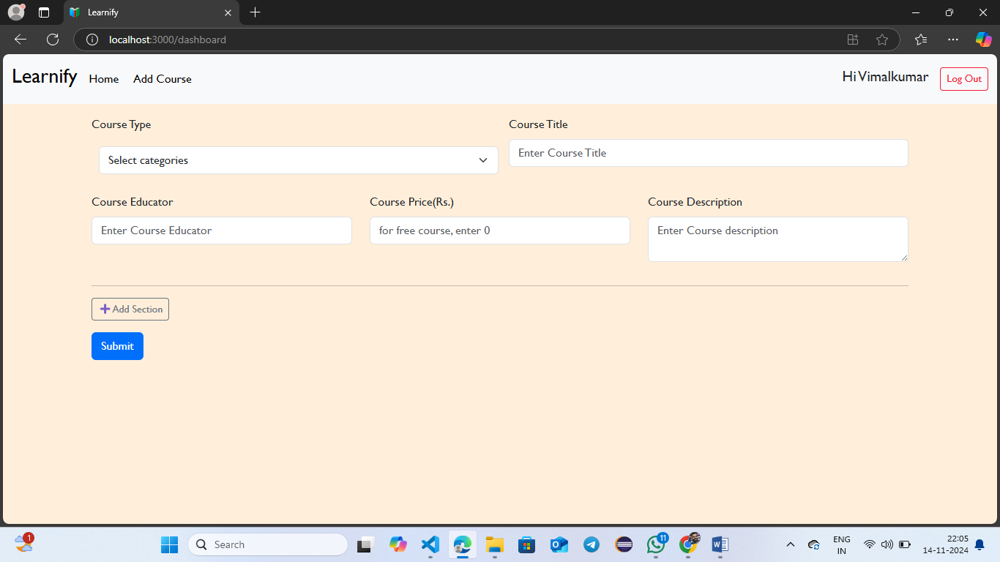 Learnify
localhost:3000/dashboard
Learnify Home Add Course Hi Vimalkumar Log Out
Course Type Course Title
Select categories Enter Course Title
Course Educator Course Price(Rs.) Course Description
Enter Course Educator for free course, enter 0 Enter Course description
Add Section
Submit
1 Search 11 ENG 22:05
IN 14-11-2024